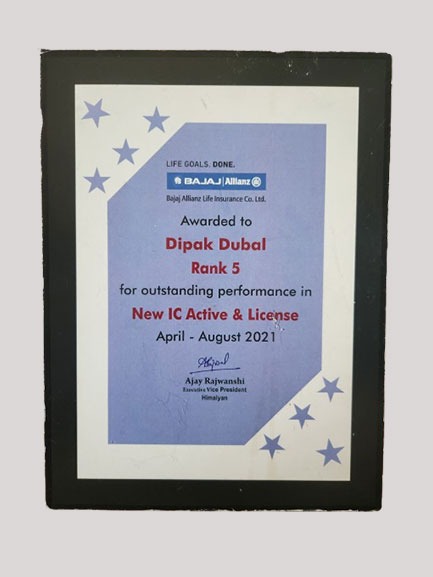 LIFE GOALS. DONE.
BAJAJ | Allianz
Bajaj Allianz Life Insurance Co. Ltd.
Awarded to
Dipak Dubal
Rank 5
for outstanding performance in
New IC Active & License
April - August 2021
Ajay Rajwanshi
Executive Vice President
Himalyan